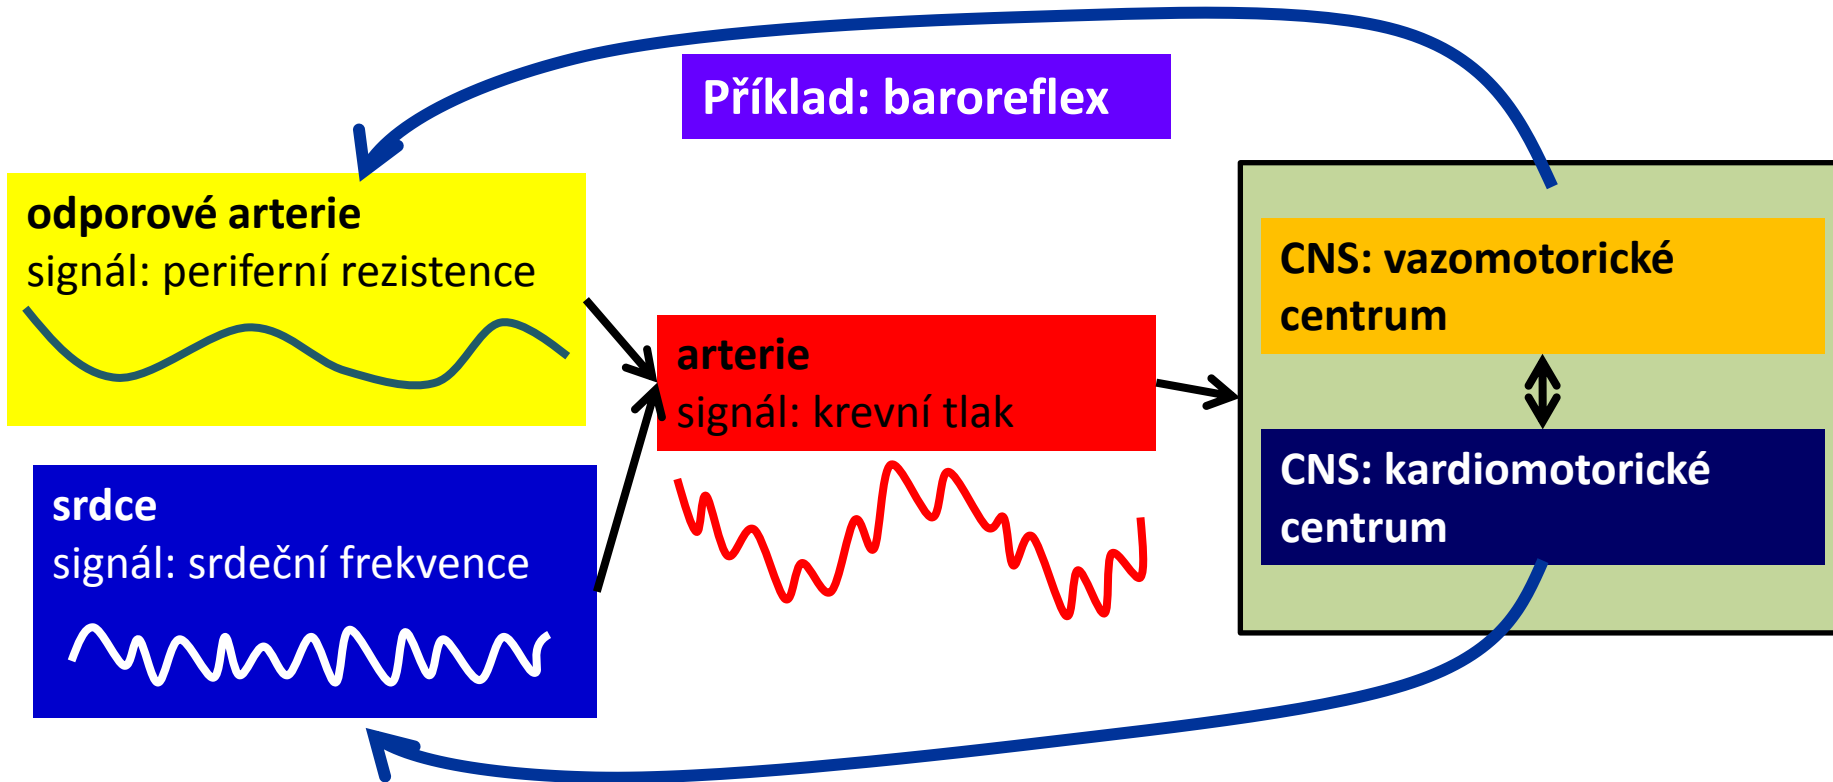 Příklad: baroreflex
odporové arterie
signál: periferní rezistence
CNS: vazomotorické
centrum
arterie
signál: krevní tlak
CNS: kardiomotorické
centrum
srdce
signál: srdeční frekvence